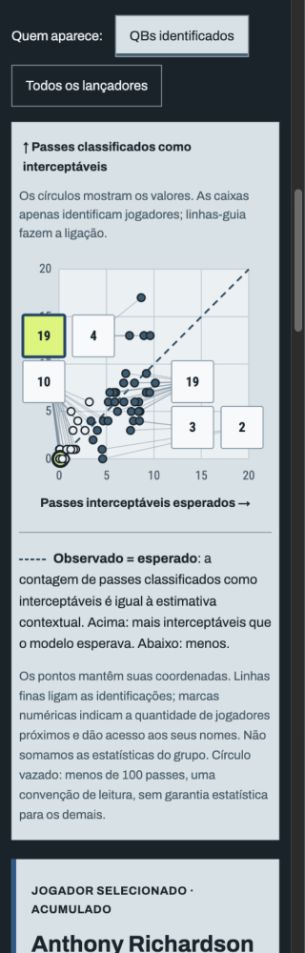 Quem aparece:
QBs identificados
Todos os lançadores
↑ Passes classificados como
interceptáveis
Os círculos mostram os valores. As caixas
apenas identificam jogadores; linhas-guia
fazem a ligação.
20
19
4
10
19
5
3
2
0
0
5
10
15
20
Passes interceptáveis esperados →
Observado = esperado: a
contagem de passes classificados como
interceptáveis é igual à estimativa
contextual. Acima: mais interceptáveis que
o modelo esperava. Abaixo: menos.
Os pontos mantêm suas coordenadas. Linhas
finas ligam as identificações; marcas
numéricas indicam a quantidade de jogadores
próximos e dão acesso aos seus nomes. Não
somamos as estatísticas do grupo. Círculo
vazado: menos de 100 passes, uma
convenção de leitura, sem garantia estatística
para os demais.
JOGADOR SELECIONADO ·
ACUMULADO
Anthony Richardson